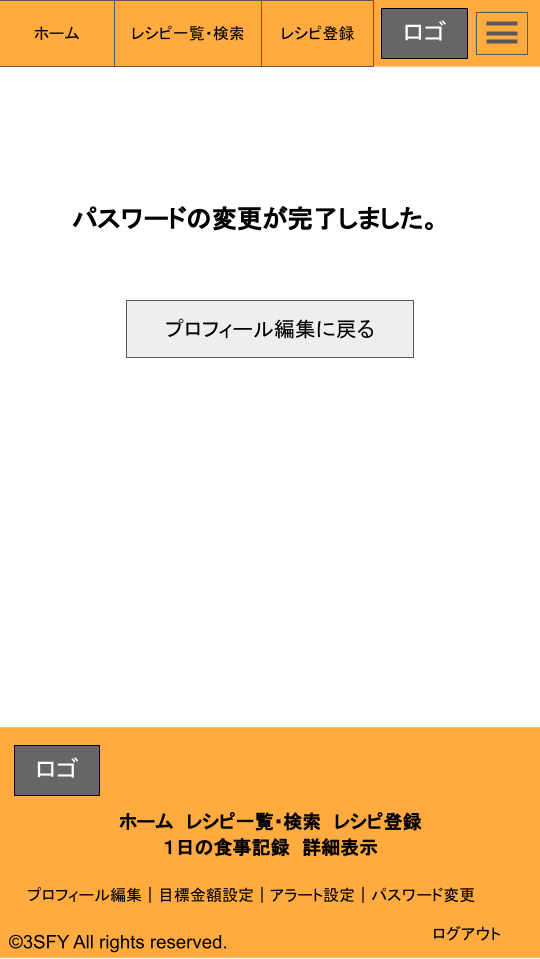 ホーム レシピ一覧・検索 レシピ登録 ロゴ
パスワードの変更が完了しました。
プロフィール編集に戻る
ロゴ
ホーム レシピ一覧・検索 レシピ登録
１日の食事記録 詳細表示
プロフィール編集｜目標金額設定｜アラート設定｜パスワード変更
ログアウト
©3SFY All rights reserved.